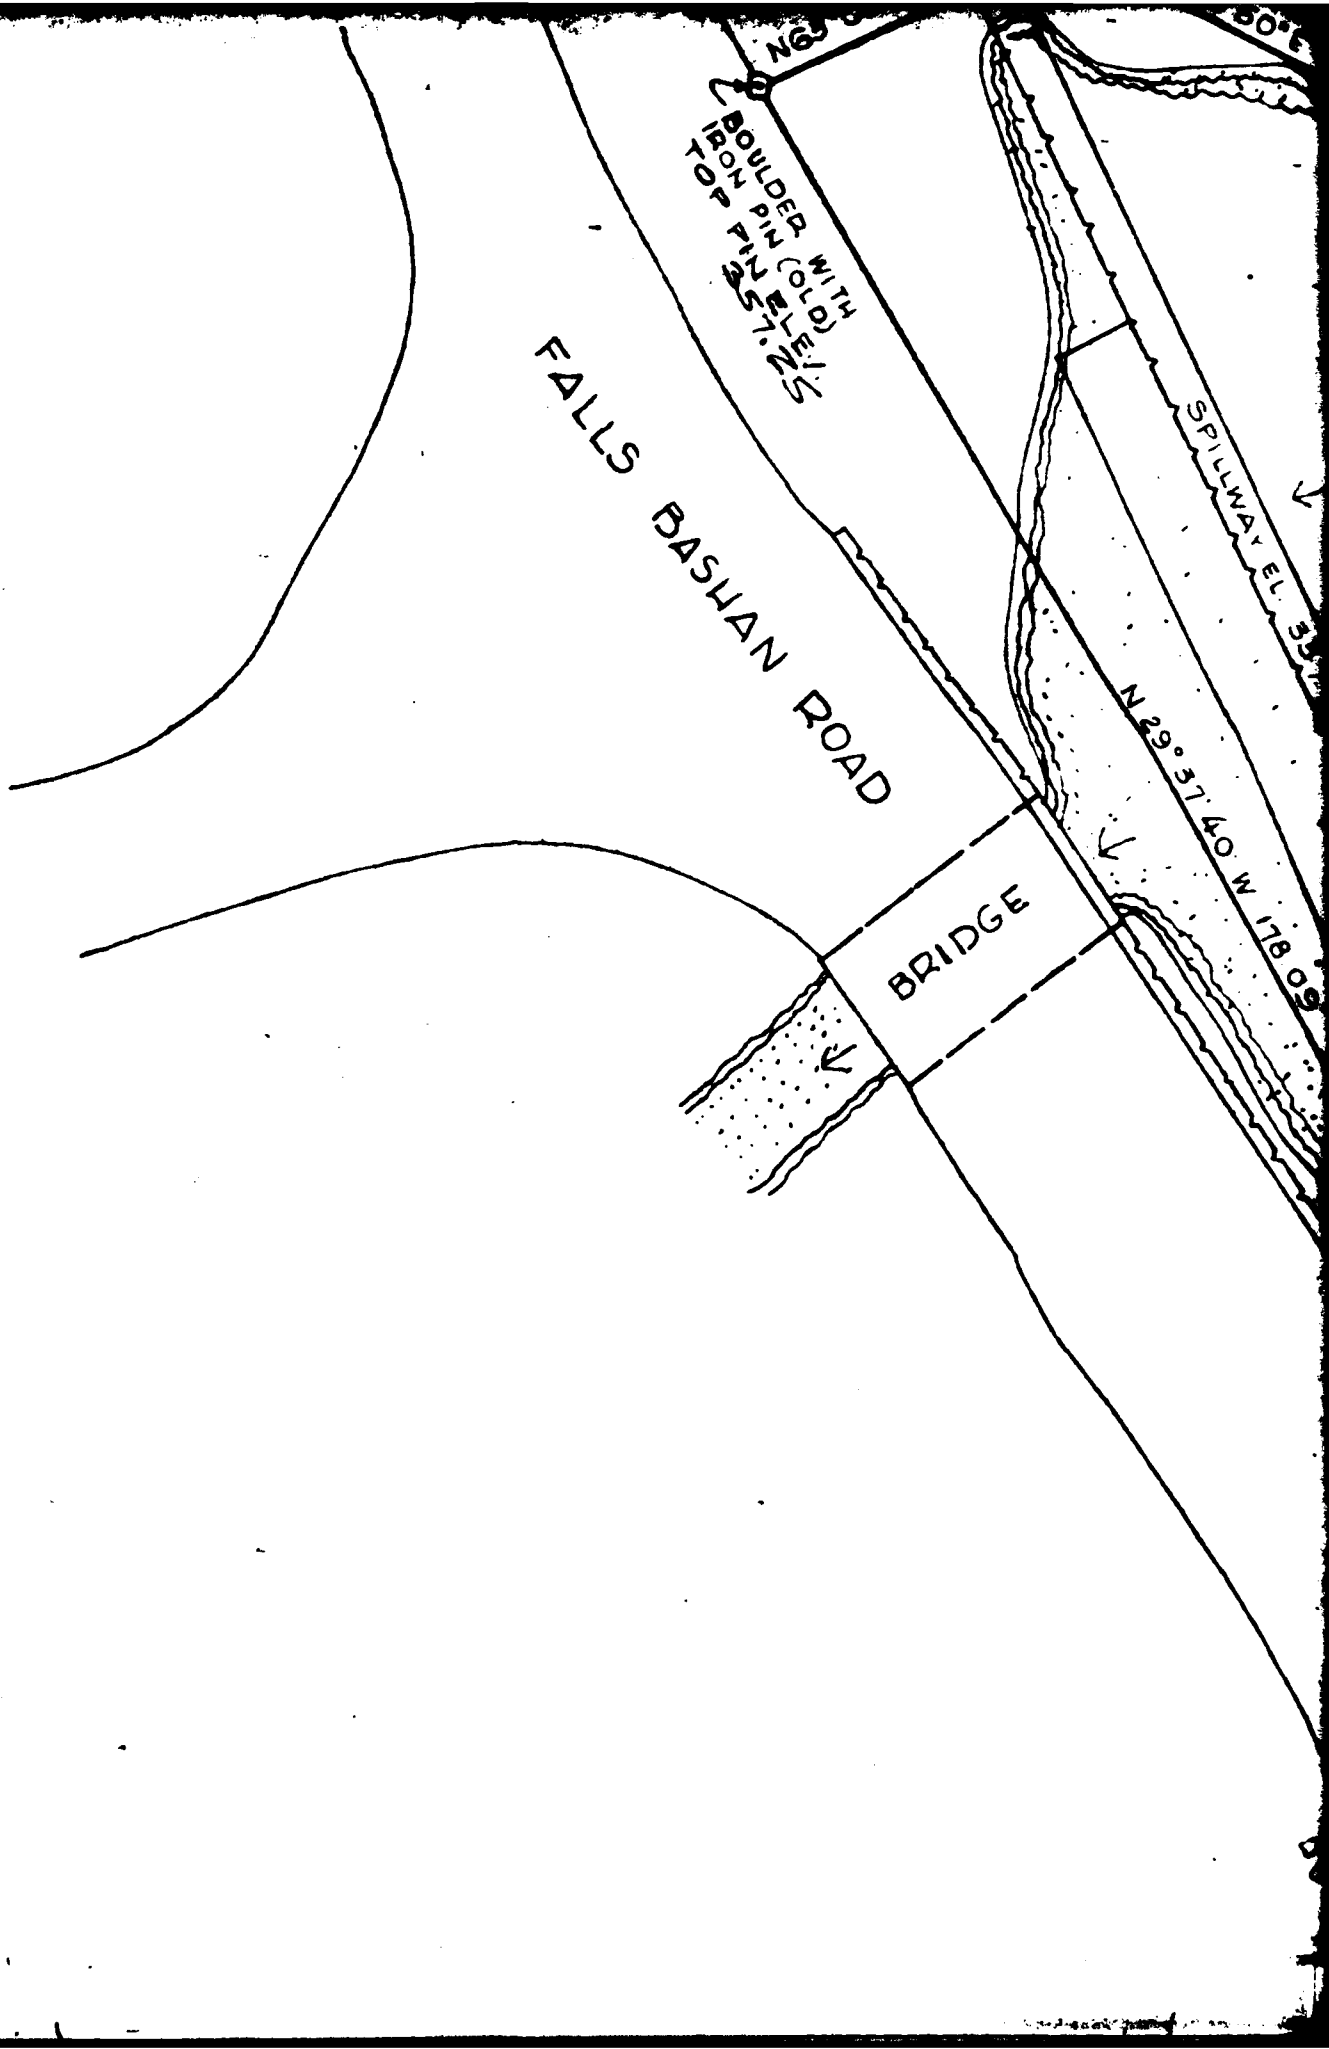 BOULDER WITH
IRON PIN (OLD)
TOP PIN ELEV
357.25
FALLS BASHAN ROAD
SPILLWAY EL.
N 29° 37' 40 W 178 09
BRIDGE